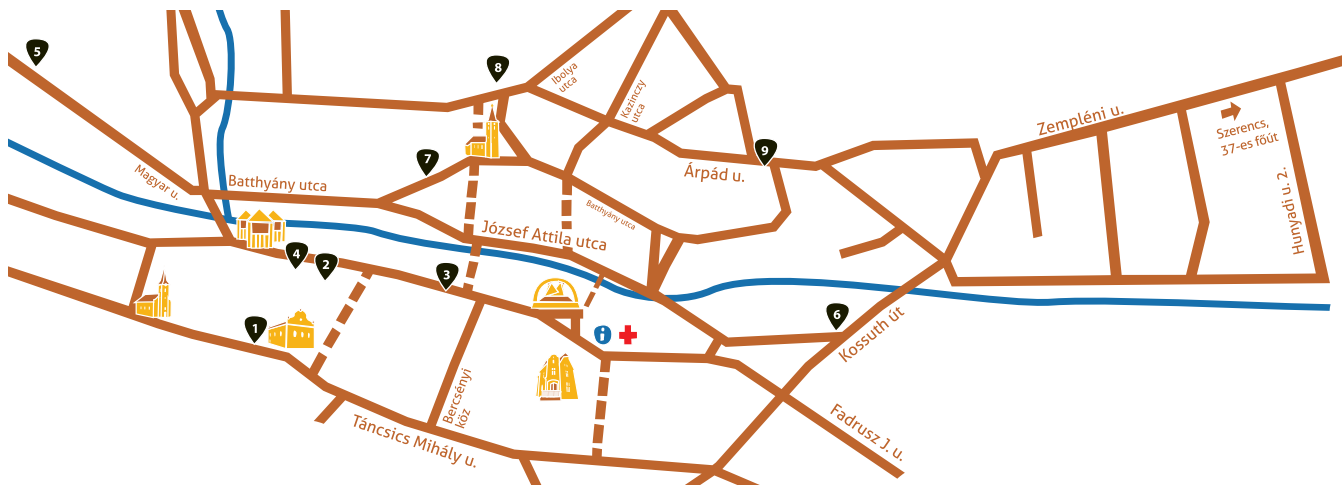 5
8
Ibolya
utca
Kazinczy
utca
Zempléni u.
Szerencs,
37-es főút
9
7
Magyar u.
Batthyány utca
Árpád u.
Hunyadi u. 2.
Batthyány utca
József Attila utca
4
2
3
1
6
i
Kossuth út
Bercsényi
köz
Táncsics Mihály u.
Fadrusz J. u.